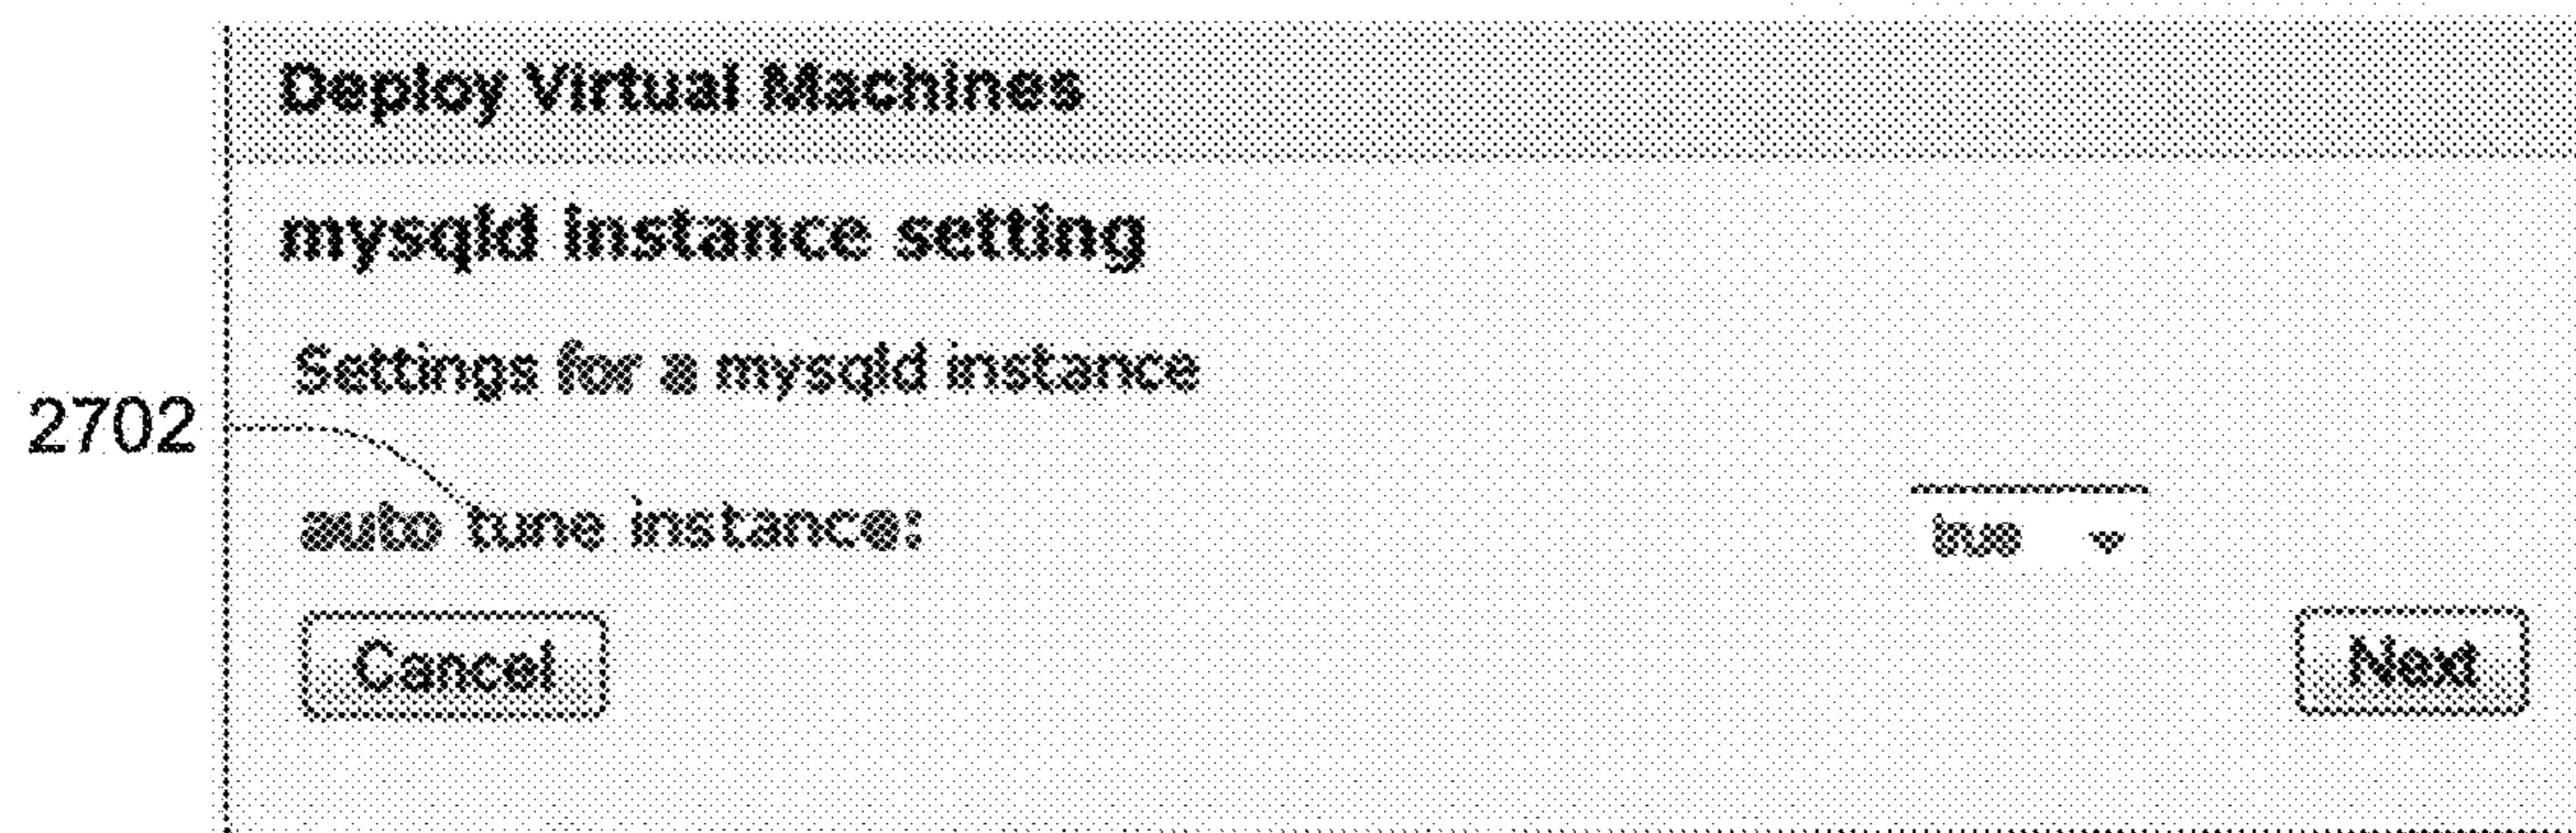 Deploy Virtual Machines
mysqld instance setting
Settings for a mysqld instance
2702
auto tune instance: true
Cancel Next